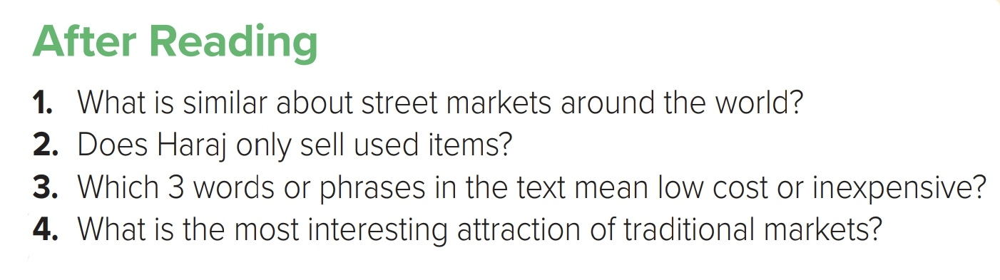 After Reading
1. What is similar about street markets around the world?
2. Does Haraj only sell used items?
3. Which 3 words or phrases in the text mean low cost or inexpensive?
4. What is the most interesting attraction of traditional markets?